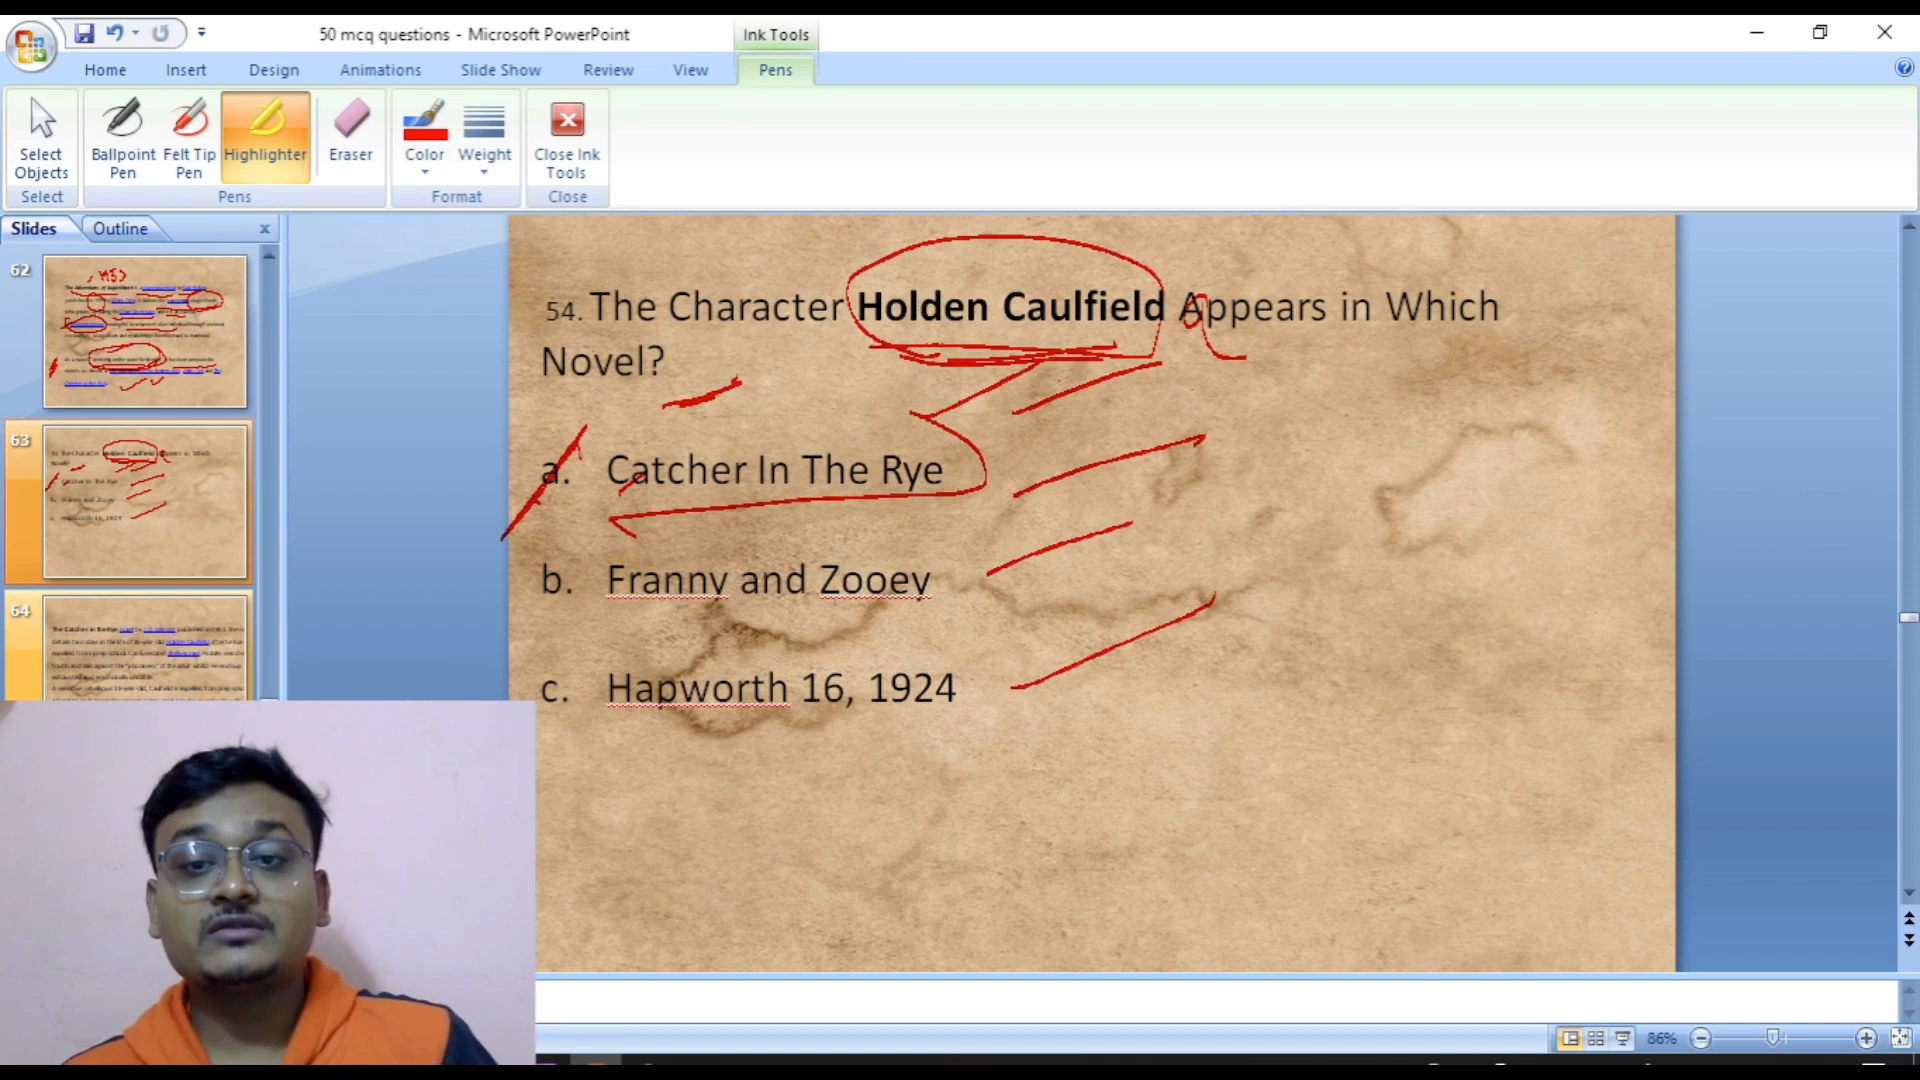 50 mcq questions - Microsoft PowerPoint
Ink Tools
Home Insert Design Animations Slide Show Review View Pens
Select Objects
Ballpoint Pen
Felt Tip Pen
Highlighter
Eraser
Color
Weight
Close Ink Tools
Select Pens Format Close
Slides Outline
62
63
64
54. The Character Holden Caulfield Appears in Which
Novel?
a. Catcher In The Rye
b. Franny and Zooey
c. Hapworth 16, 1924
86%